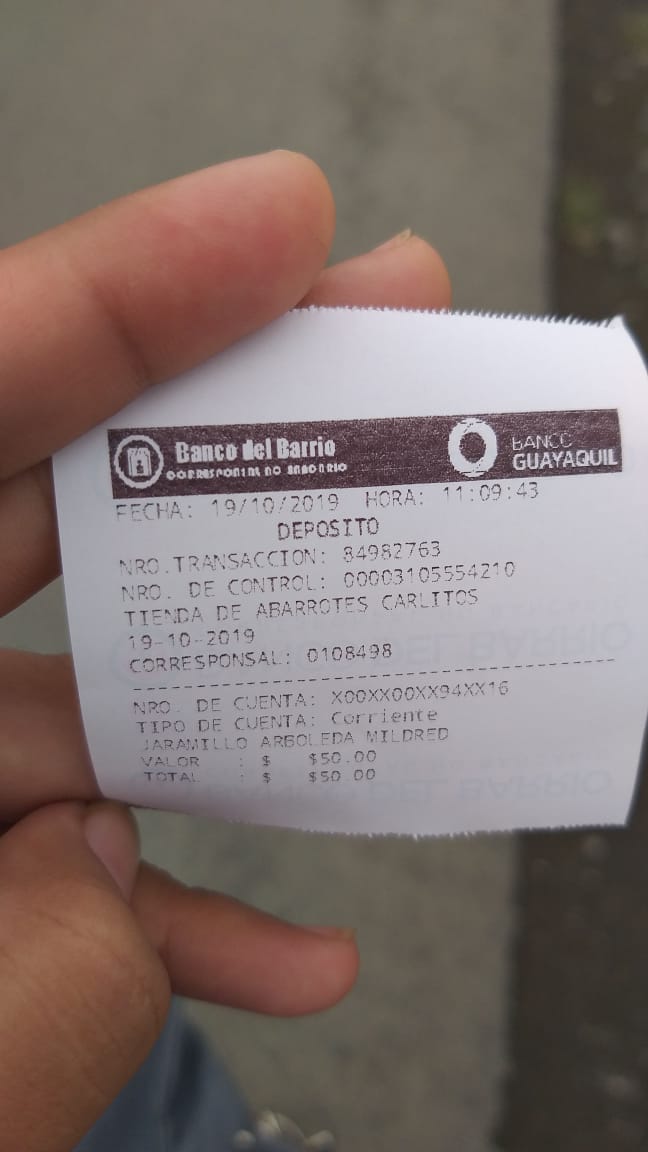 Banco del Barrio
CORRESPONSAL NO BANCARIO
BANCO
GUAYAQUIL
FECHA: 19/10/2019 HORA: 11:09:43
DEPOSITO
NRO.TRANSACCION: 84982763
NRO. DE CONTROL: 00003105554210
TIENDA DE ABARROTES CARLITOS
19-10-2019
CORRESPONSAL: 0108498
NRO. DE CUENTA: X00XX00XX94XX16
TIPO DE CUENTA: Corriente
JARAMILLO ARBOLEDA MILDRED
VALOR : $ $50.00
TOTAL : $ $50.00